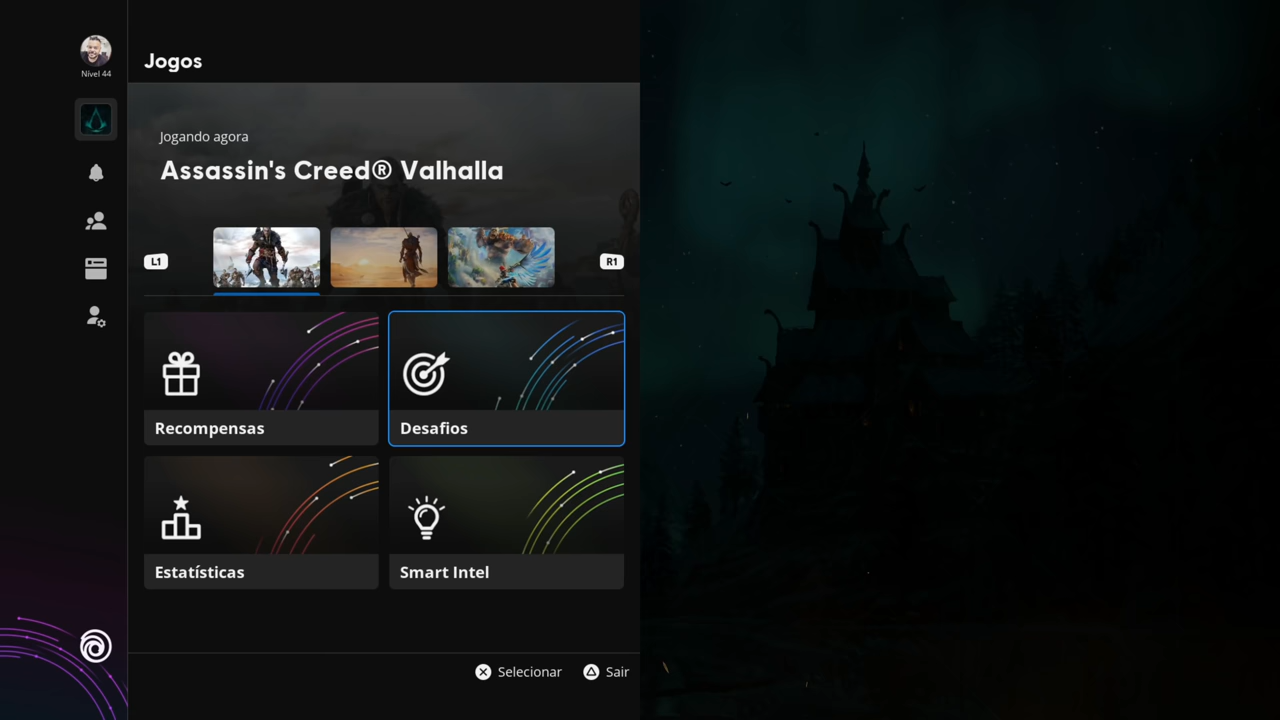 Jogos
Nível 44
Jogando agora
Assassin's Creed® Valhalla
L1
R1
Recompensas
Desafios
Estatísticas
Smart Intel
Selecionar
Sair